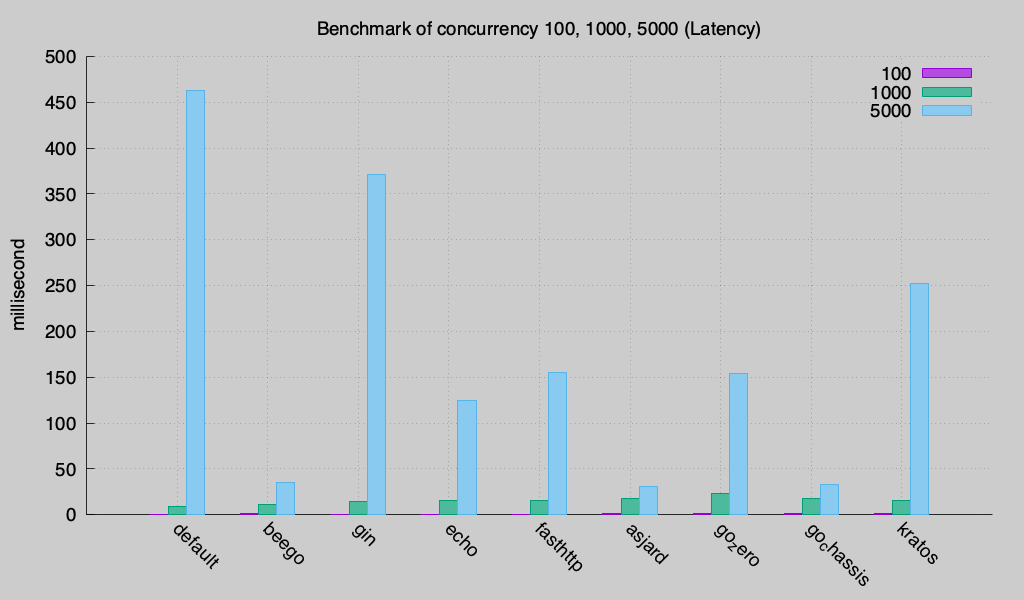 Benchmark of concurrency 100, 1000, 5000 (Latency)
500
450
400
350
300
250
200
150
100
50
0
millisecond
100
1000
5000
default
beego
gin
echo
fasthttp
asjard
gozero
gochassis
kratos